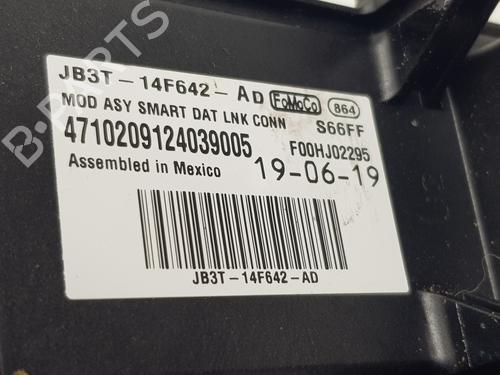 JB3T-14F642-AD FoMoCo 864
MOD ASY SMART DAT LNK CONN S66FF
4710209124039005 F00HJ02295
Assembled in Mexico 19-06-19
JB3T-14F642-AD